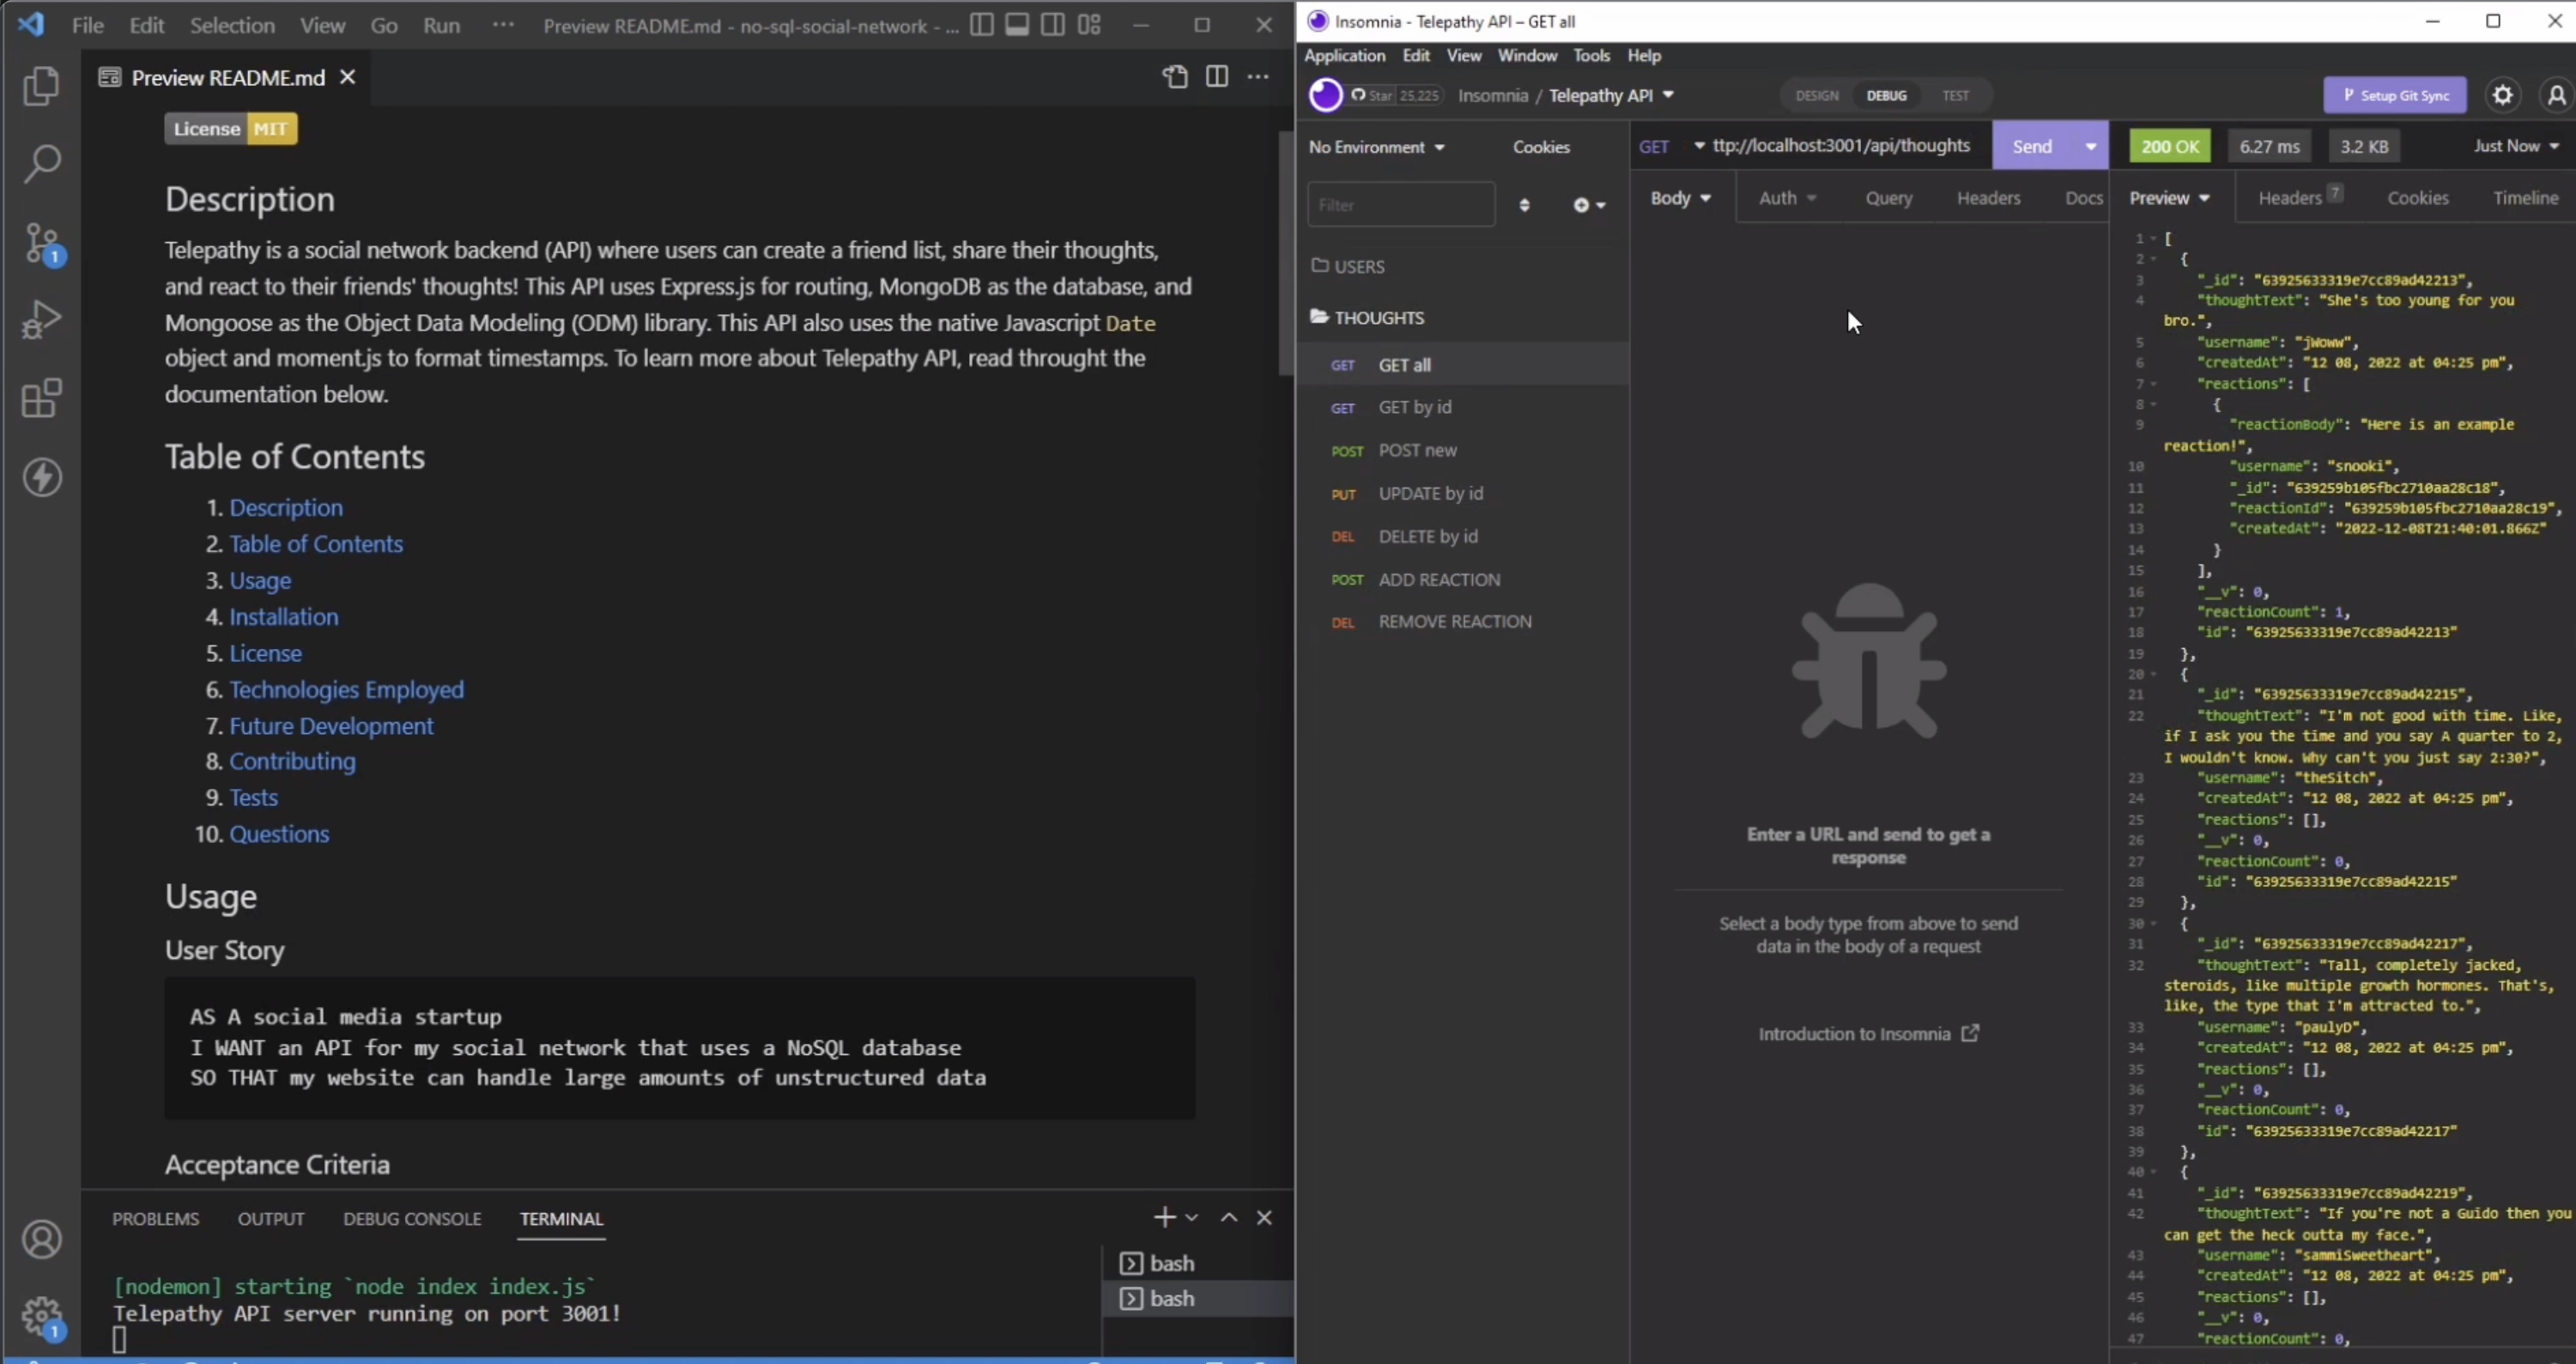 File Edit Selection View Go Run ··· Preview README.md - no-sql-social-network - ...
Preview README.md
License MIT
Description
Telepathy is a social network backend (API) where users can create a friend list, share their thoughts,
and react to their friends' thoughts! This API uses Express.js for routing, MongoDB as the database, and
Mongoose as the Object Data Modeling (ODM) library. This API also uses the native Javascript Date
object and moment.js to format timestamps. To learn more about Telepathy API, read throught the
documentation below.
Table of Contents
1. Description
2. Table of Contents
3. Usage
4. Installation
5. License
6. Technologies Employed
7. Future Development
8. Contributing
9. Tests
10. Questions
Usage
User Story
AS A social media startup
I WANT an API for my social network that uses a NoSQL database
SO THAT my website can handle large amounts of unstructured data
Acceptance Criteria
1
1
PROBLEMS OUTPUT DEBUG CONSOLE TERMINAL
[nodemon] starting `node index index.js`
Telepathy API server running on port 3001!
bash
bash
Insomnia - Telepathy API – GET all
Application Edit View Window Tools Help
Star 25,225 Insomnia / Telepathy API DESIGN DEBUG TEST Setup Git Sync
No Environment Cookies
Filter
USERS
THOUGHTS
GET GET all
GET GET by id
POST POST new
PUT UPDATE by id
DEL DELETE by id
POST ADD REACTION
DEL REMOVE REACTION
GET ttp://localhost:3001/api/thoughts Send
Body Auth Query Headers Docs
Enter a URL and send to get a
response
Select a body type from above to send
data in the body of a request
Introduction to Insomnia
200 OK 6.27 ms 3.2 KB Just Now
Preview Headers 7 Cookies Timeline
1 [
2 {
3 "_id": "63925633319e7cc89ad42213",
4 "thoughtText": "She's too young for you
bro.",
5 "username": "jWoww",
6 "createdAt": "12 08, 2022 at 04:25 pm",
7 "reactions": [
8 {
9 "reactionBody": "Here is an example
reaction!",
10 "username": "snooki",
11 "_id": "639259b105fbc2710aa28c18",
12 "reactionId": "639259b105fbc2710aa28c19",
13 "createdAt": "2022-12-08T21:40:01.866Z"
14 }
15 ],
16 "__v": 0,
17 "reactionCount": 1,
18 "id": "63925633319e7cc89ad42213"
19 },
20 {
21 "_id": "63925633319e7cc89ad42215",
22 "thoughtText": "I'm not good with time. Like,
if I ask you the time and you say A quarter to 2,
I wouldn't know. Why can't you just say 2:30?",
23 "username": "theSitch",
24 "createdAt": "12 08, 2022 at 04:25 pm",
25 "reactions": [],
26 "__v": 0,
27 "reactionCount": 0,
28 "id": "63925633319e7cc89ad42215"
29 },
30 {
31 "_id": "63925633319e7cc89ad42217",
32 "thoughtText": "Tall, completely jacked,
steroids, like multiple growth hormones. That's,
like, the type that I'm attracted to.",
33 "username": "paulyD",
34 "createdAt": "12 08, 2022 at 04:25 pm",
35 "reactions": [],
36 "__v": 0,
37 "reactionCount": 0,
38 "id": "63925633319e7cc89ad42217"
39 },
40 {
41 "_id": "63925633319e7cc89ad42219",
42 "thoughtText": "If you're not a Guido then you
can get the heck outta my face.",
43 "username": "sammiSweetheart",
44 "createdAt": "12 08, 2022 at 04:25 pm",
45 "reactions": [],
46 "__v": 0,
47 "reactionCount": 0,